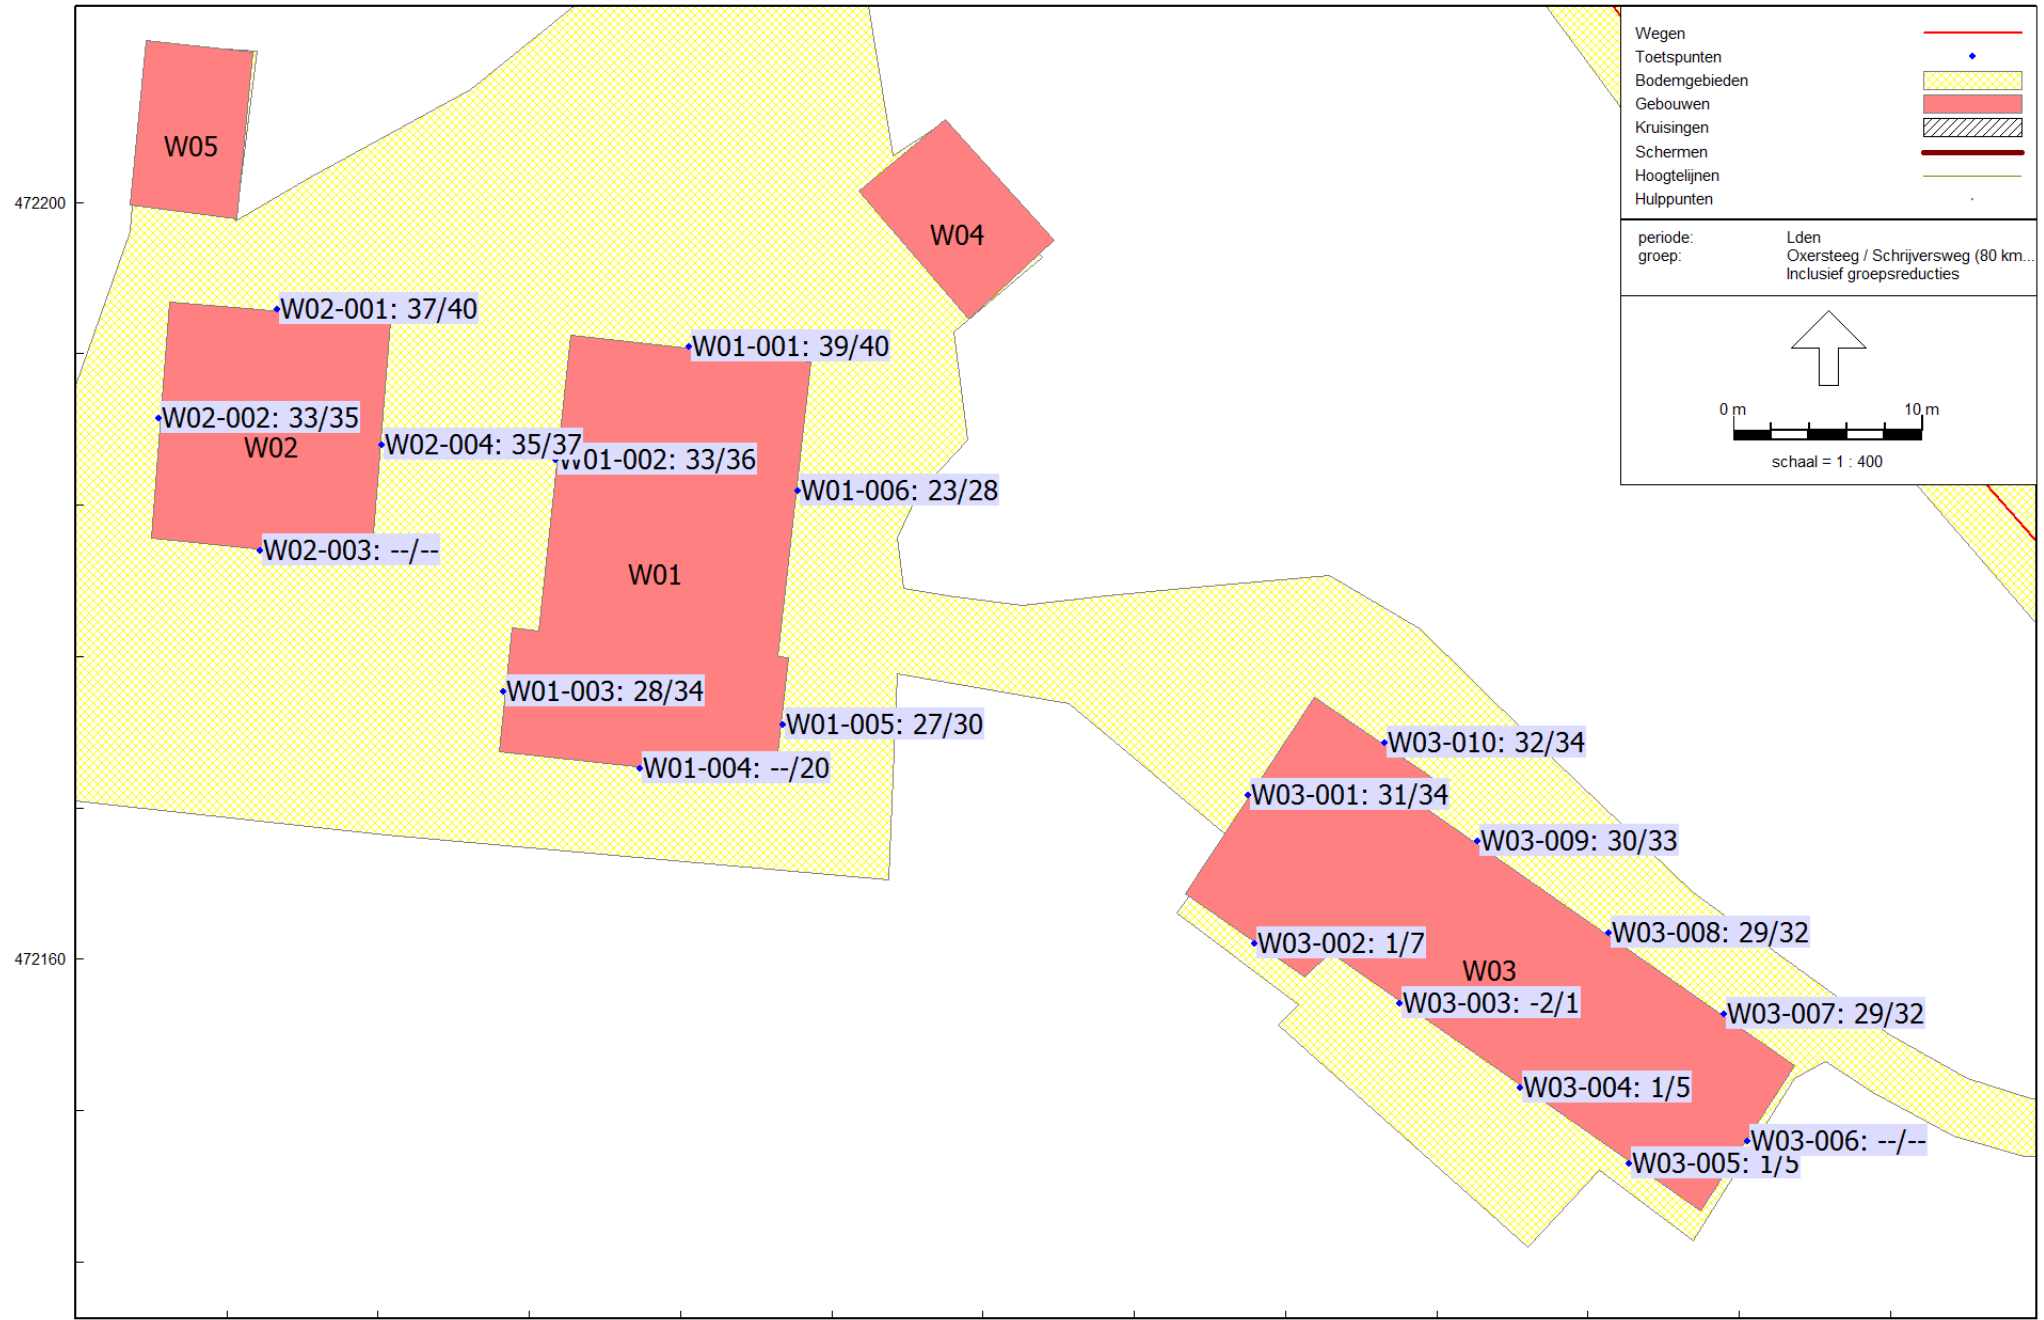 Wegen
Toetspunten
Bodemgebieden
Gebouwen
Kruisingen
Schermen
Hoogtelijnen
Hulppunten
periode: Lden
groep: Oxersteeg / Schrijversweg (80 km...
Inclusief groepsreducties
0 m 10 m
schaal = 1 : 400
W05
472200
W04
W02-001: 37/40
W01-001: 39/40
W02-002: 33/35
W02
W02-004: 35/37
W01-002: 33/36
W01-006: 23/28
W02-003: --/--
W01
W01-003: 28/34
W01-005: 27/30
W01-004: --/20
W03-010: 32/34
W03-001: 31/34
W03-009: 30/33
W03-008: 29/32
W03-002: 1/7
472160
W03
W03-003: -2/1
W03-007: 29/32
W03-004: 1/5
W03-006: --/--
W03-005: 1/5